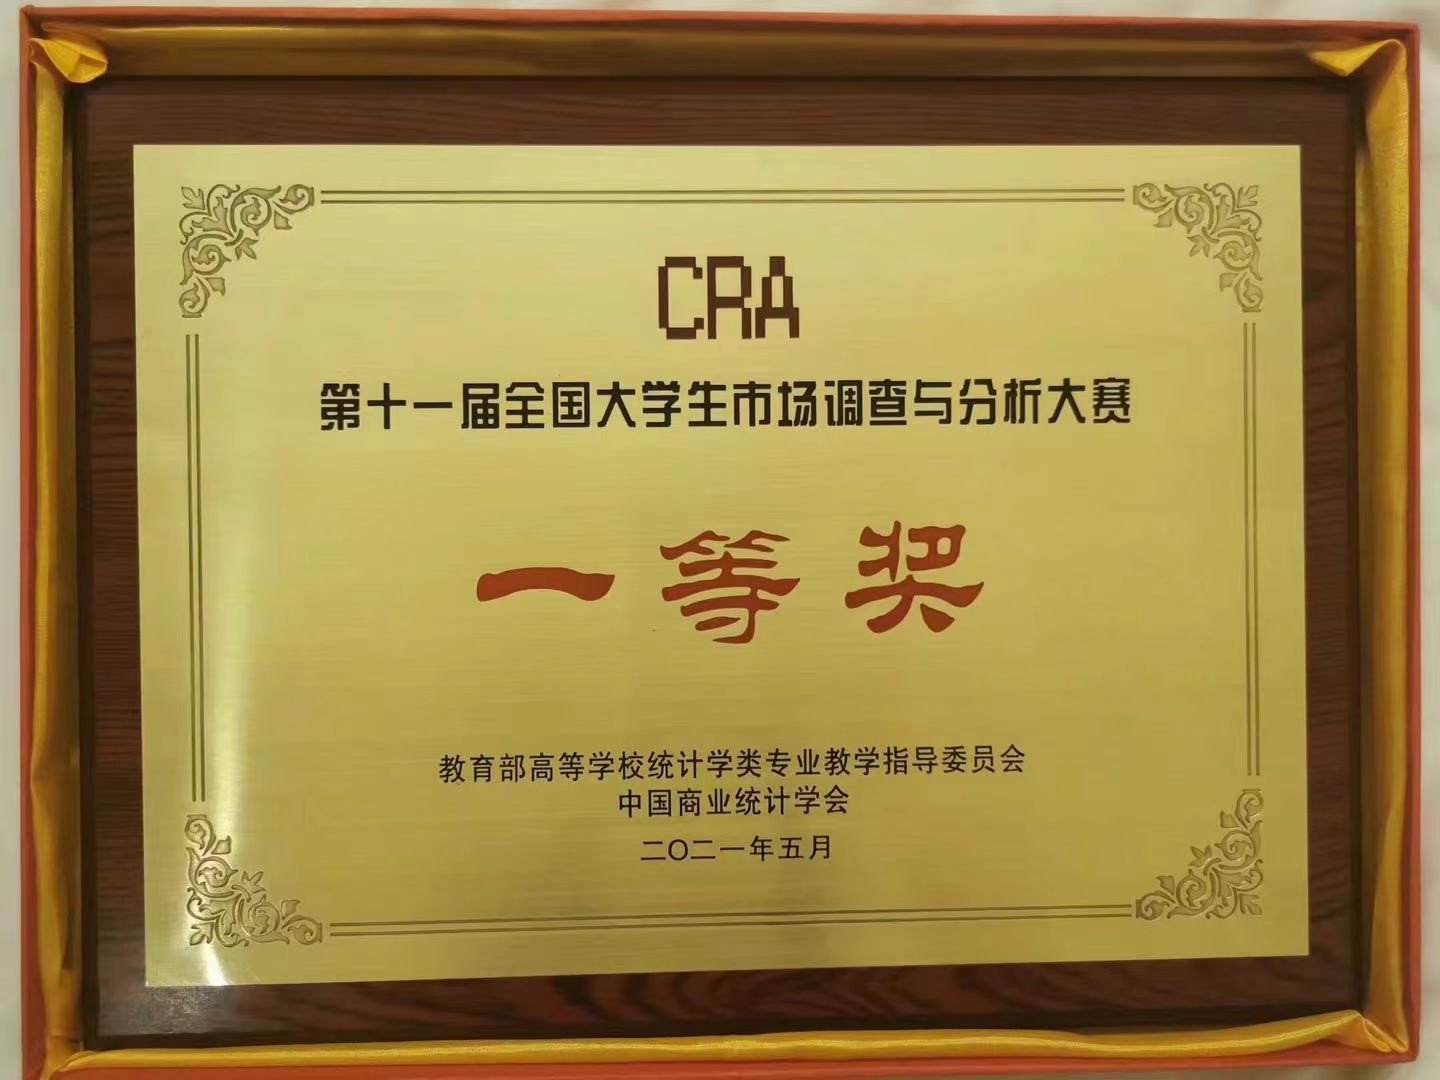 CRA
第十一届全国大学生市场调查与分析大赛
一等奖
教育部高等学校统计学类专业教学指导委员会
中国商业统计学会
二〇二一年五月